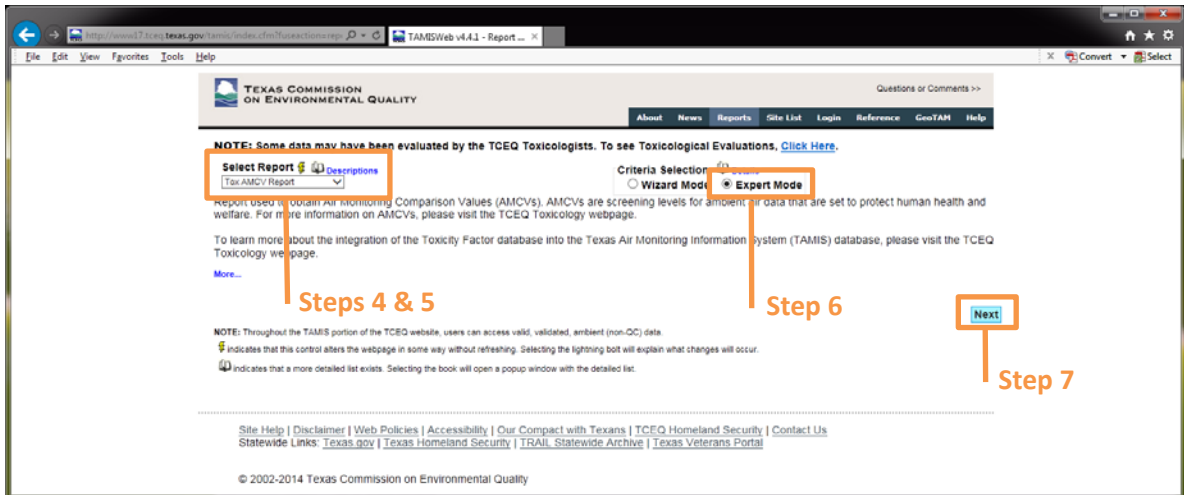 http://www17.tceq.texas.gov/tamis/index.cfm?fuseaction=rep
TAMISWeb v4.4.1 - Report ...
File Edit View Favorites Tools Help
Convert Select
TEXAS COMMISSION
ON ENVIRONMENTAL QUALITY
Questions or Comments >>
About News Reports Site List Login Reference GeoTAM Help
NOTE: Some data may have been evaluated by the TCEQ Toxicologists. To see Toxicological Evaluations, Click Here.
Select Report Descriptions
Tox AMCV Report
Criteria Selection Details
Wizard Mode Expert Mode
Report used to obtain Air Monitoring Comparison Values (AMCVs). AMCVs are screening levels for ambient air data that are set to protect human health and
welfare. For more information on AMCVs, please visit the TCEQ Toxicology webpage.
To learn more about the integration of the Toxicity Factor database into the Texas Air Monitoring Information System (TAMIS) database, please visit the TCEQ
Toxicology webpage.
More...
Steps 4 & 5
Step 6
Next
Step 7
NOTE: Throughout the TAMIS portion of the TCEQ website, users can access valid, validated, ambient (non-QC) data.
indicates that this control alters the webpage in some way without refreshing. Selecting the lightning bolt will explain what changes will occur.
indicates that a more detailed list exists. Selecting the book will open a popup window with the detailed list.
Site Help | Disclaimer | Web Policies | Accessibility | Our Compact with Texans | TCEQ Homeland Security | Contact Us
Statewide Links: Texas.gov | Texas Homeland Security | TRAIL Statewide Archive | Texas Veterans Portal
© 2002-2014 Texas Commission on Environmental Quality